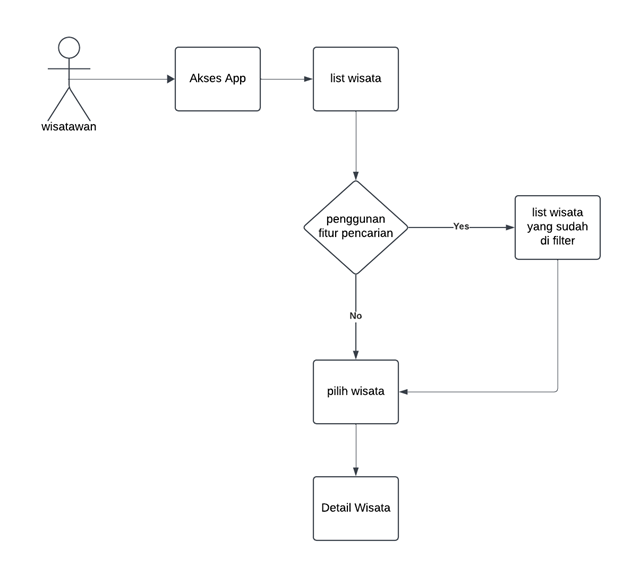 wisatawan
Akses App
list wisata
penggunan
fitur pencarian
Yes
list wisata
yang sudah
di filter
No
pilih wisata
Detail Wisata